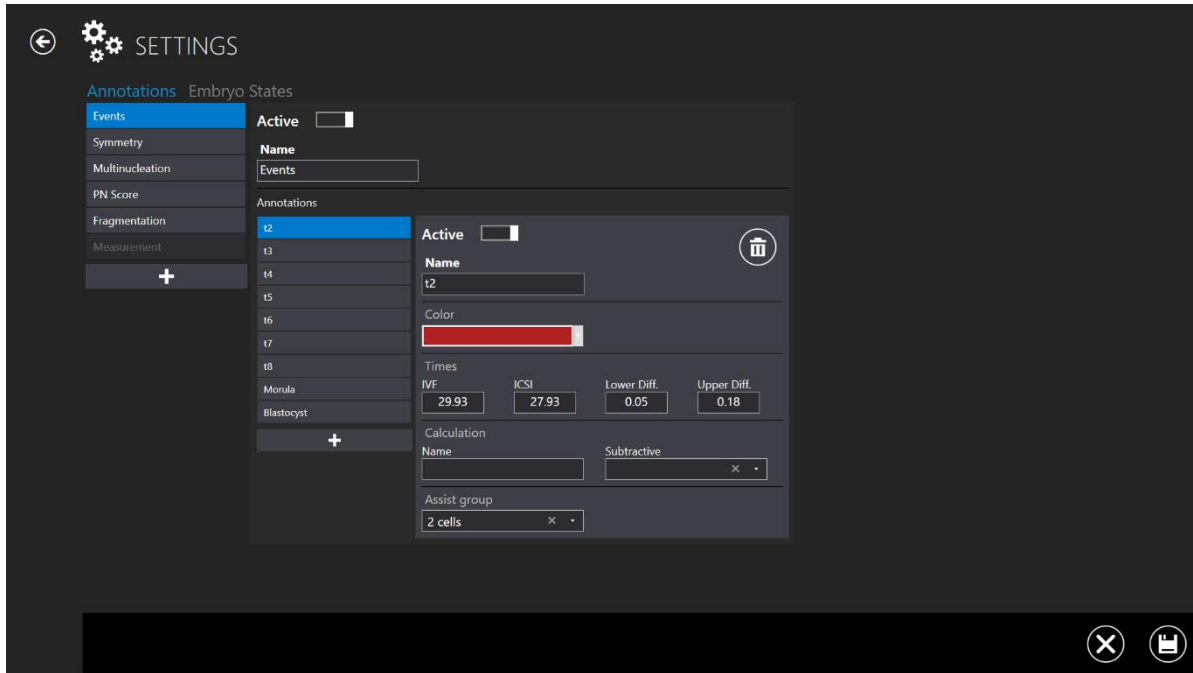 SETTINGS
Annotations Embryo States
Events
Symmetry
Multinucleation
PN Score
Fragmentation
Measurement
Active
Name
Events
Annotations
t2
t3
t4
t5
t6
t7
t8
Morula
Blastocyst
Active
Name
t2
Color
Times
IVF ICSI Lower Diff. Upper Diff.
29.93 27.93 0.05 0.18
Calculation
Name Subtractive
Assist group
2 cells